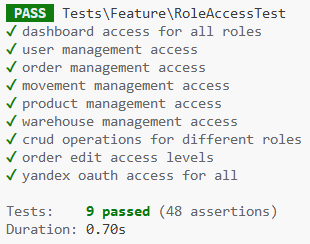 PASS Tests\Feature\RoleAccessTest
✓ dashboard access for all roles
✓ user management access
✓ order management access
✓ movement management access
✓ product management access
✓ warehouse management access
✓ crud operations for different roles
✓ order edit access levels
✓ yandex oauth access for all
Tests: 9 passed (48 assertions)
Duration: 0.70s